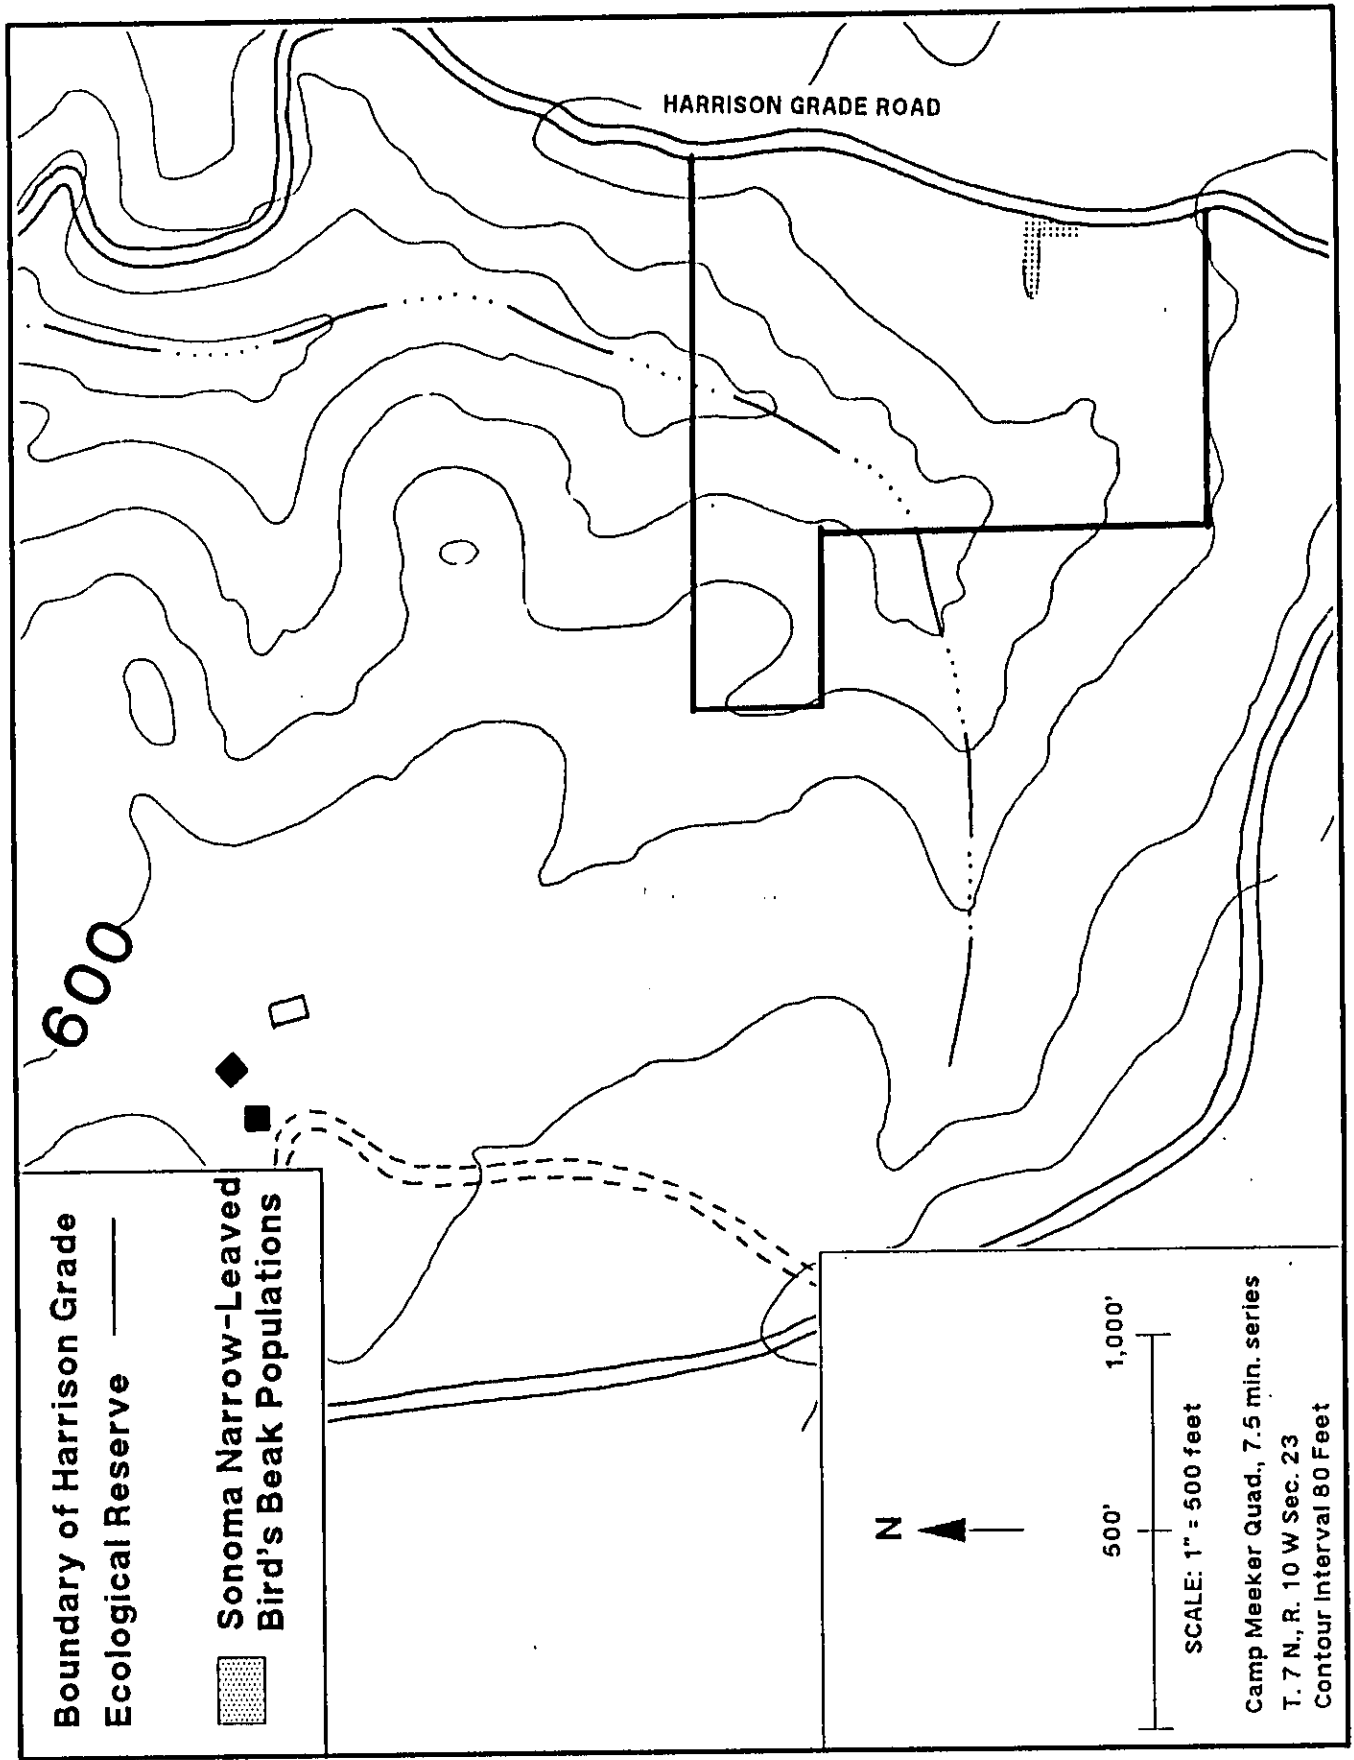 HARRISON GRADE ROAD
600
Boundary of Harrison Grade
Ecological Reserve
Sonoma Narrow-Leaved
Bird's Beak Populations
N
500'
1,000'
SCALE: 1" = 500 feet
Camp Meeker Quad., 7.5 min. series
T. 7 N., R. 10 W Sec. 23
Contour Interval 80 Feet